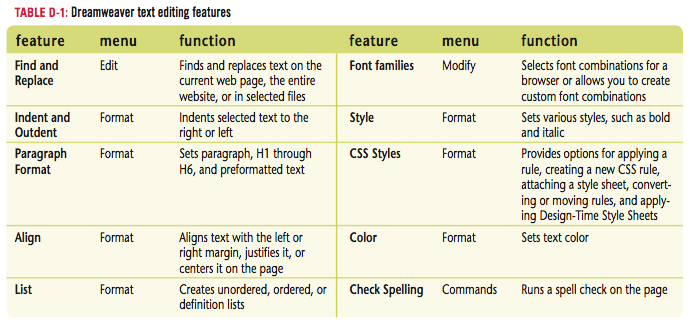 TABLE D-1: Dreamweaver text editing features
feature menu function feature menu function
Find and Replace Edit Finds and replaces text on the current web page, the entire website, or in selected files
Font families Modify Selects font combinations for a browser or allows you to create custom font combinations
Indent and Outdent Format Indents selected text to the right or left
Style Format Sets various styles, such as bold and italic
Paragraph Format Format Sets paragraph, H1 through H6, and preformatted text
CSS Styles Format Provides options for applying a rule, creating a new CSS rule, attaching a style sheet, convert-ing or moving rules, and apply-ing Design-Time Style Sheets
Align Format Aligns text with the left or right margin, justifies it, or centers it on the page
Color Format Sets text color
List Format Creates unordered, ordered, or definition lists
Check Spelling Commands Runs a spell check on the page